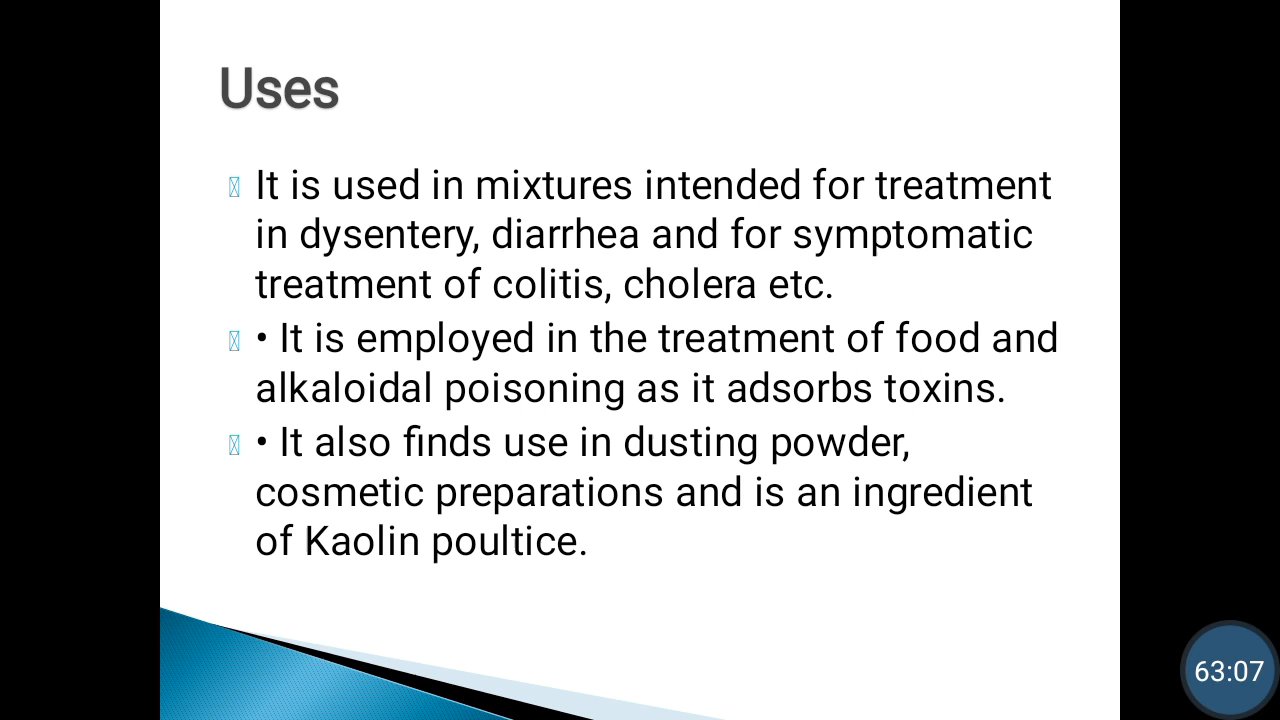 Uses
It is used in mixtures intended for treatment
in dysentery, diarrhea and for symptomatic
treatment of colitis, cholera etc.
• It is employed in the treatment of food and
alkaloidal poisoning as it adsorbs toxins.
• It also finds use in dusting powder,
cosmetic preparations and is an ingredient
of Kaolin poultice.
63:07